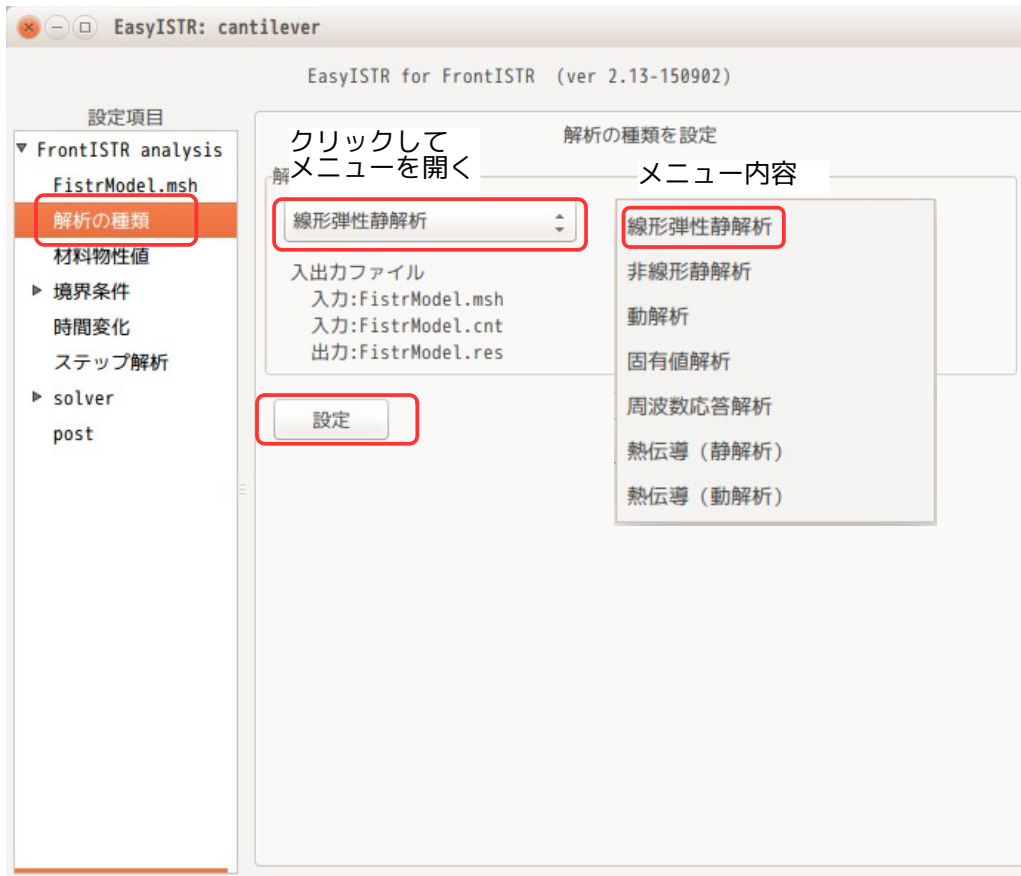 EasyISTR: cantilever
EasyISTR for FrontISTR (ver 2.13-150902)
設定項目
FrontISTR analysis
FistrModel.msh
解析の種類
材料物性値
境界条件
時間変化
ステップ解析
solver
post
解析の種類を設定
クリックして
メニューを開く
解
線形弾性静解析
入出力ファイル
入力:FistrModel.msh
入力:FistrModel.cnt
出力:FistrModel.res
設定
メニュー内容
線形弾性静解析
非線形静解析
動解析
固有値解析
周波数応答解析
熱伝導（静解析）
熱伝導（動解析）